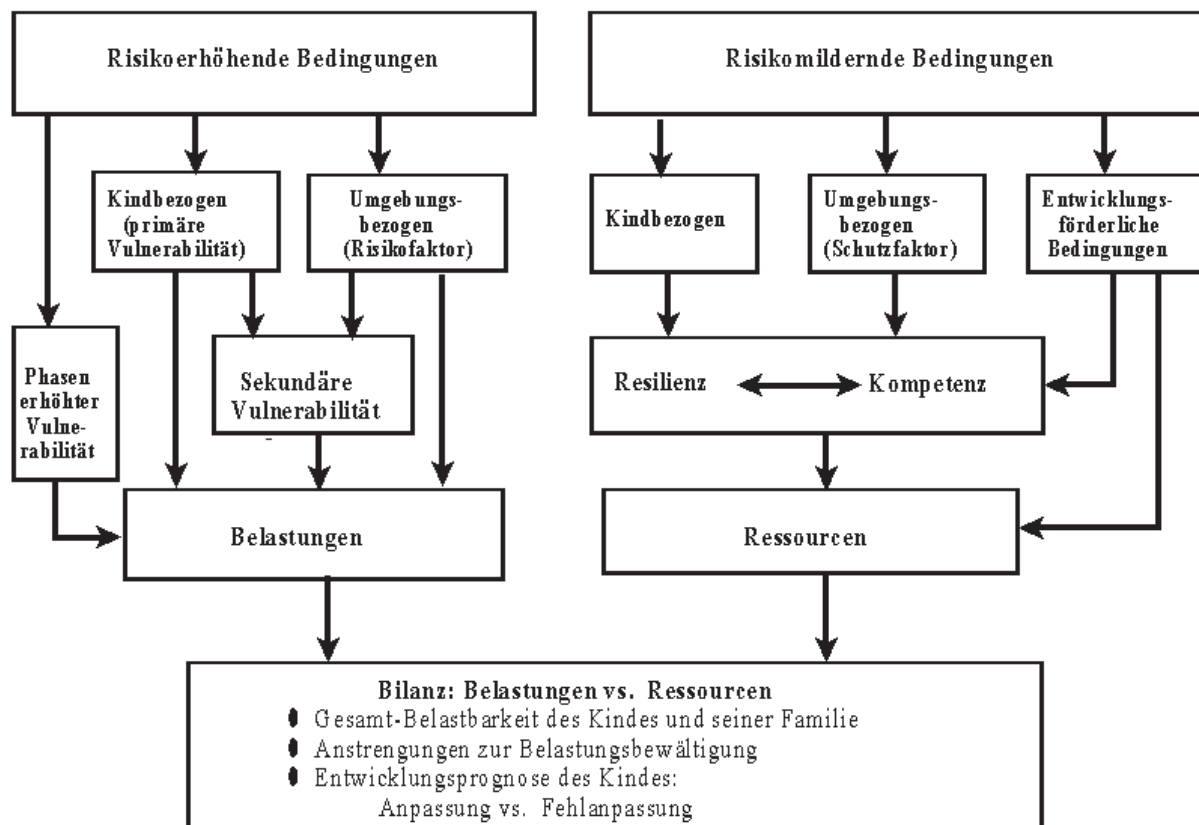 Risikoerhöhende Bedingungen
Risikomildernde Bedingungen
Kindbezogen
(primäre
Vulnerabilität)
Umgebungs-
bezogen
(Risikofaktor)
Kindbezogen
Umgebungs-
bezogen
(Schutzfaktor)
Entwicklungs-
förderliche
Bedingungen
Phasen
erhöhter
Vulne-
rabilität
Sekundäre
Vulnerabilität
Resilienz
Kompetenz
Belastungen
Ressourcen
Bilanz: Belastungen vs. Ressourcen
Gesamt-Belastbarkeit des Kindes und seiner Familie
Anstrengungen zur Belastungsbewältigung
Entwicklungsprognose des Kindes:
Anpassung vs. Fehlanpassung